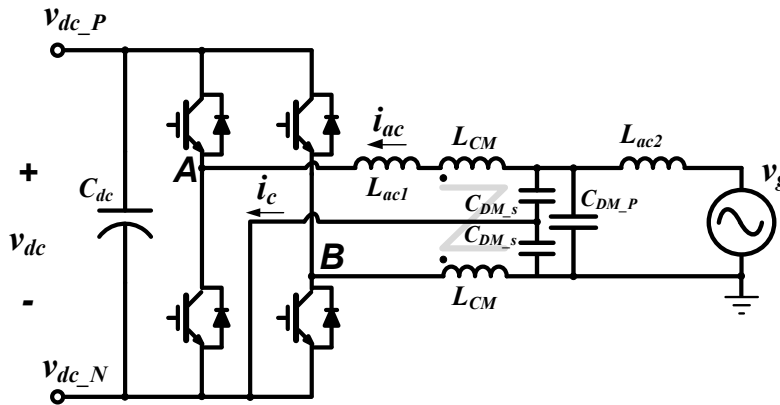 v_dc_P
i_ac
L_CM
L_ac2
A
L_ac1
v_g
+
C_dc
i_c
C_DM_s
C_DM_P
v_dc
C_DM_s
B
-
L_CM
v_dc_N